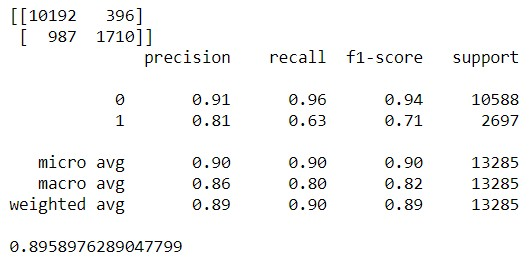 [[10192   396]
 [  987  1710]]
              precision    recall  f1-score   support

           0       0.91      0.96      0.94     10588
           1       0.81      0.63      0.71      2697

   micro avg       0.90      0.90      0.90     13285
   macro avg       0.86      0.80      0.82     13285
weighted avg       0.89      0.90      0.89     13285

0.8958976289047799